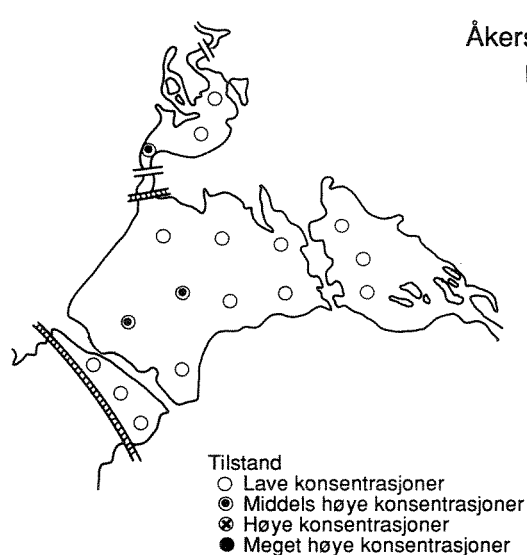 Åkers
Tilstand
Lave konsentrasjoner
Middels høye konsentrasjoner
Høye konsentrasjoner
Meget høye konsentrasjoner